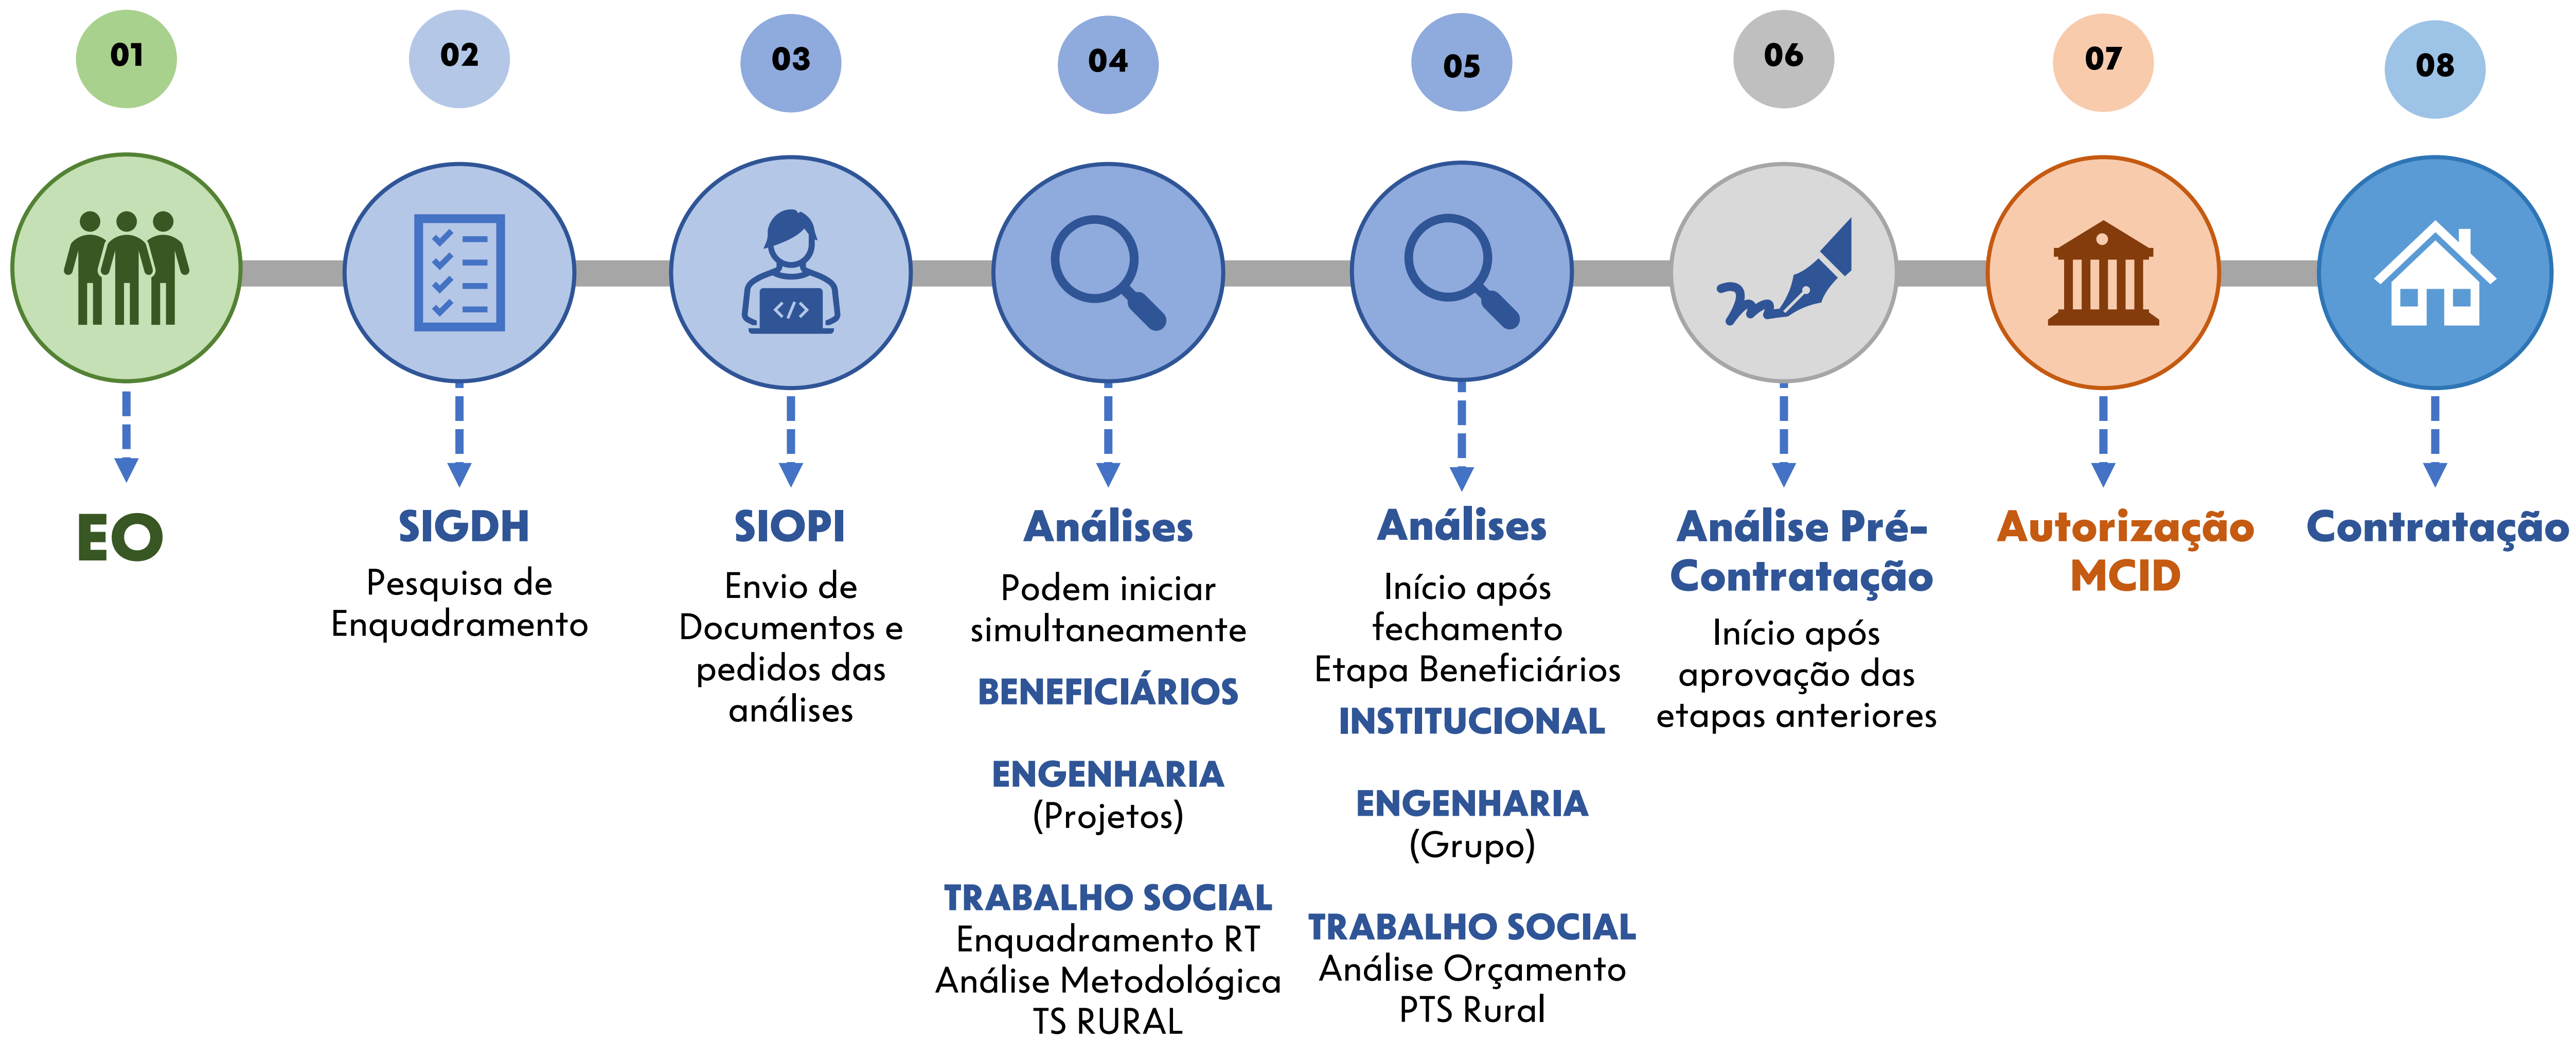 01
EO
02
SIGDH
Pesquisa de
Enquadramento
03
SIOPI
Envio de
Documentos e
pedidos das
análises
04
Análises
Podem iniciar
simultaneamente
BENEFICIÁRIOS
ENGENHARIA
(Projetos)
TRABALHO SOCIAL
Enquadramento RT
Análise Metodológica
TS RURAL
05
Análises
Início após
fechamento
Etapa Beneficiários
INSTITUCIONAL
ENGENHARIA
(Grupo)
TRABALHO SOCIAL
Análise Orçamento
PTS Rural
06
Análise Pré-
Contratação
Início após
aprovação das
etapas anteriores
07
Autorização
MCID
08
Contratação